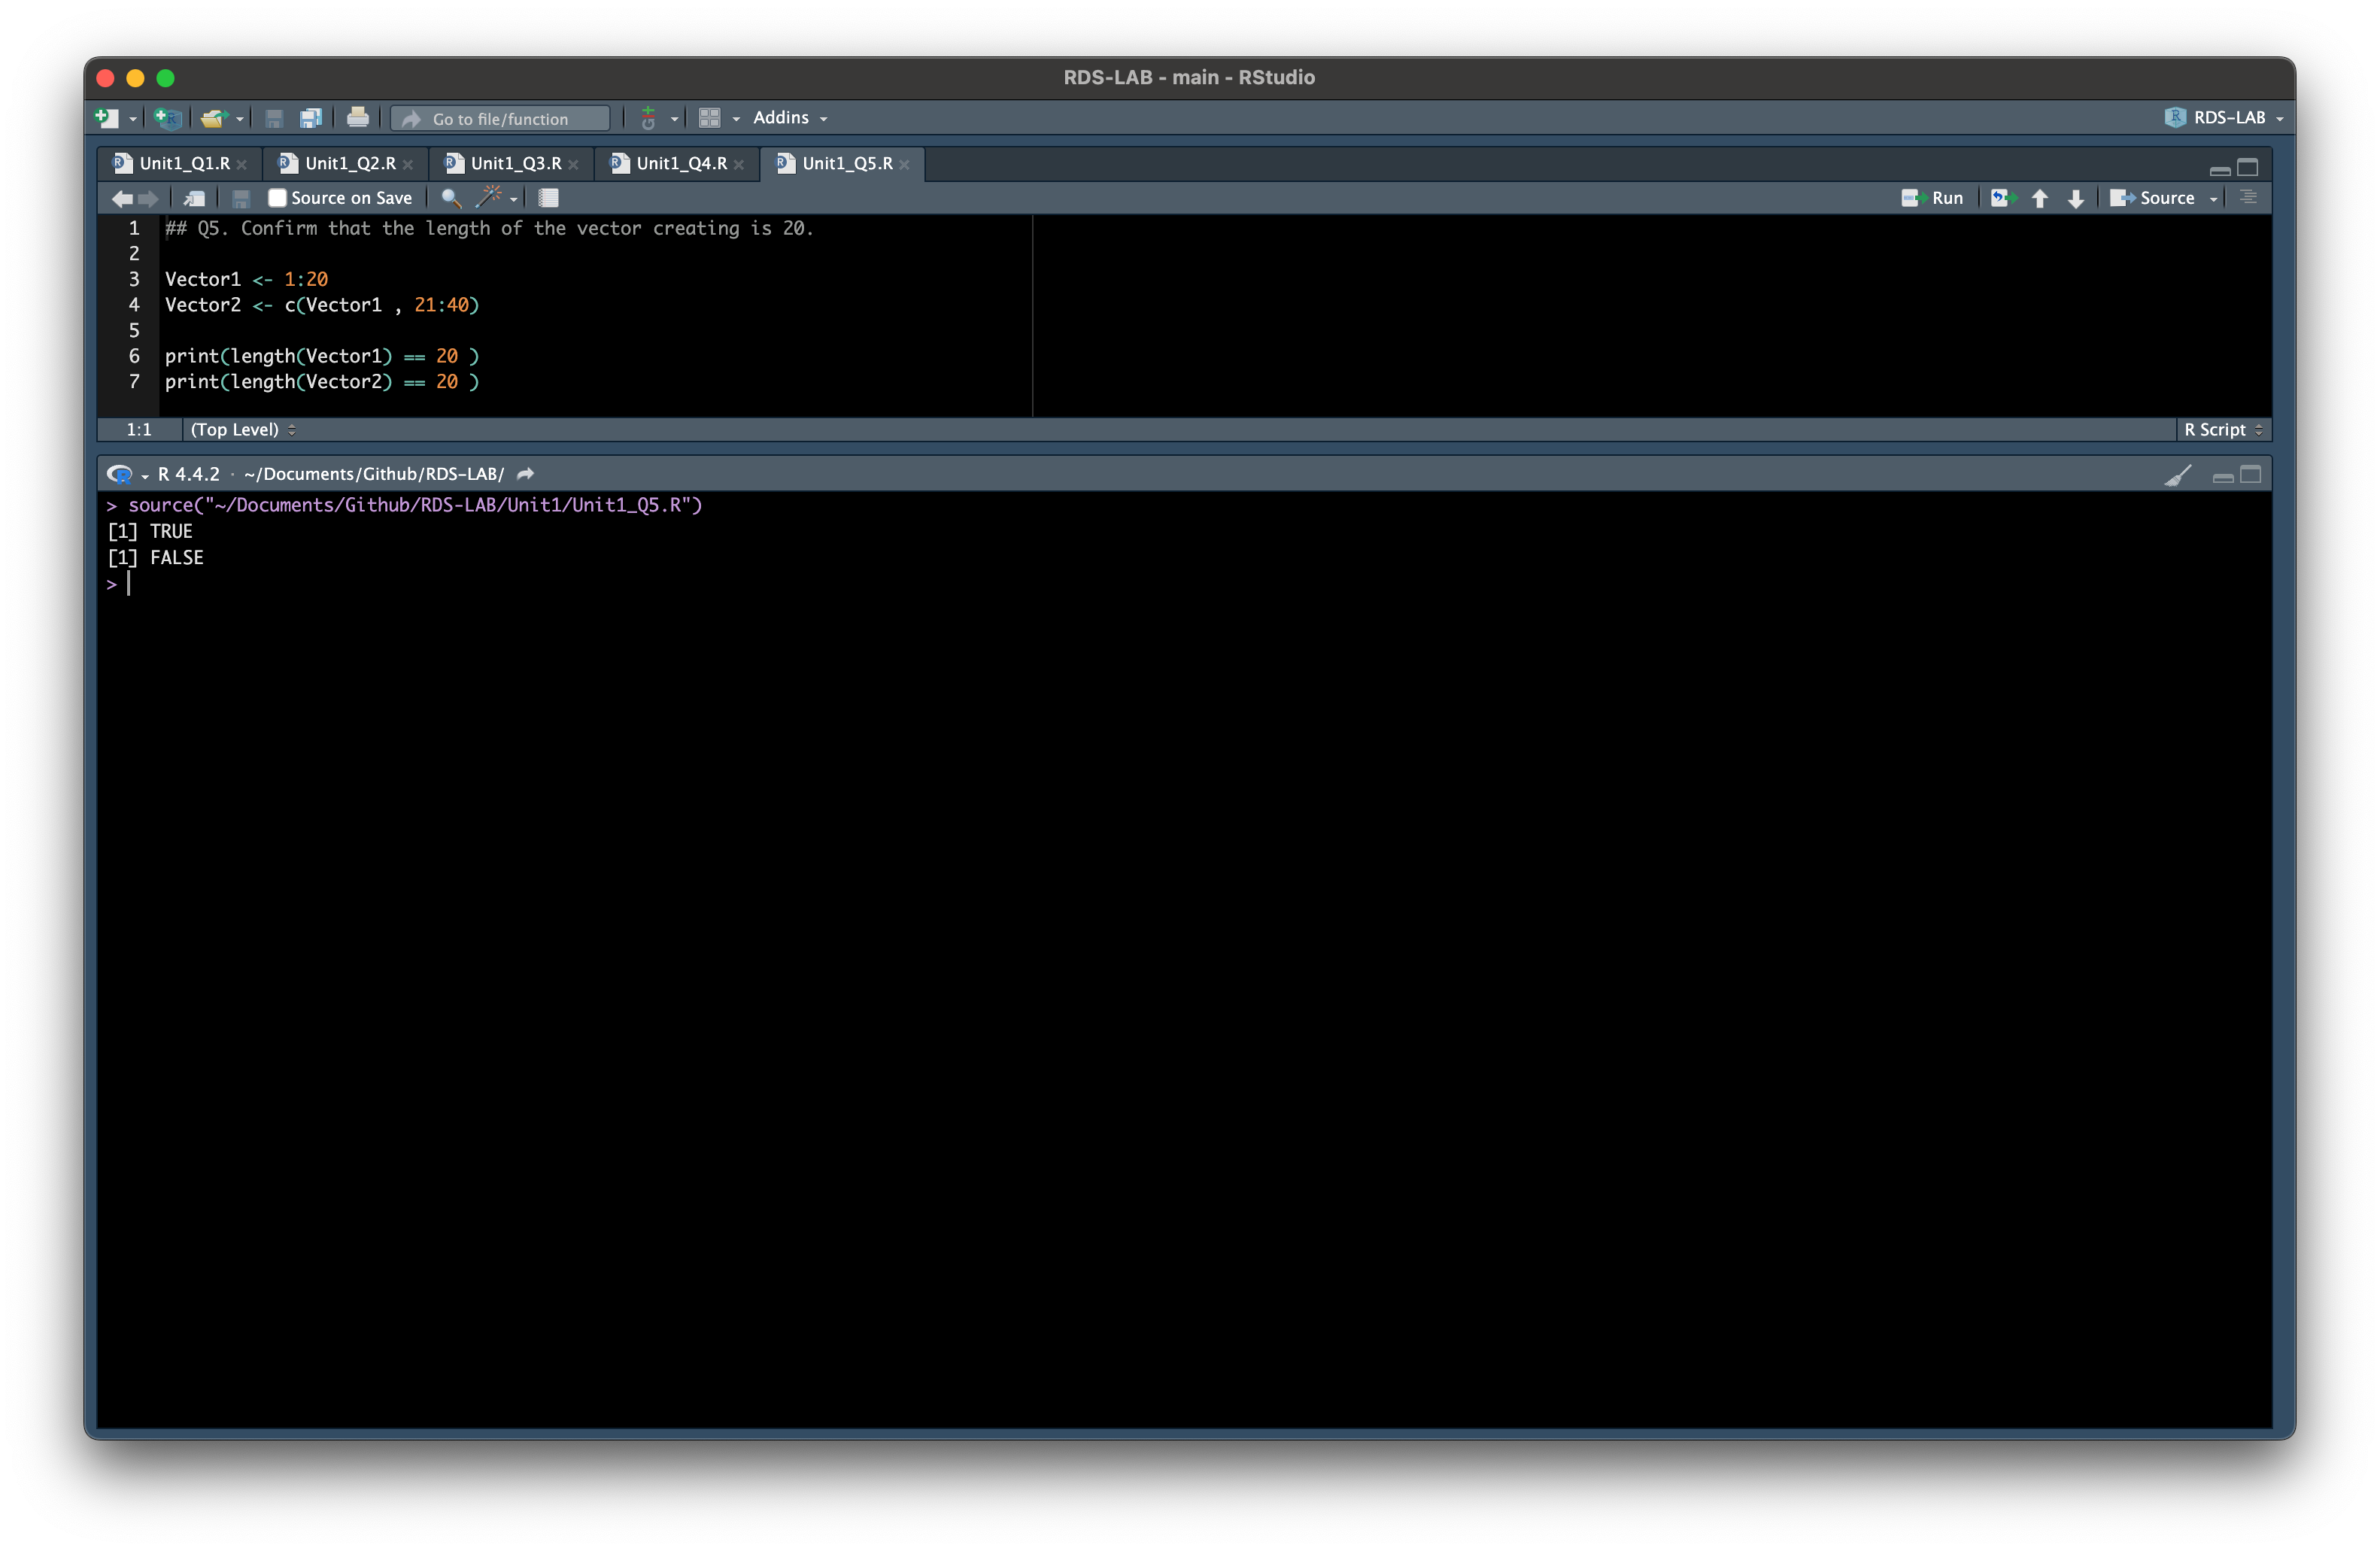 RDS-LAB - main - RStudio
Go to file/function
Addins
RDS-LAB
Unit1_Q1.R
Unit1_Q2.R
Unit1_Q3.R
Unit1_Q4.R
Unit1_Q5.R
Source on Save
Run
Source
1 ## Q5. Confirm that the length of the vector creating is 20.
2
3 Vector1 <- 1:20
4 Vector2 <- c(Vector1 , 21:40)
5
6 print(length(Vector1) == 20 )
7 print(length(Vector2) == 20 )
1:1 (Top Level) R Script
R 4.4.2 · ~/Documents/Github/RDS-LAB/
> source("~/Documents/Github/RDS-LAB/Unit1/Unit1_Q5.R")
[1] TRUE
[1] FALSE
>